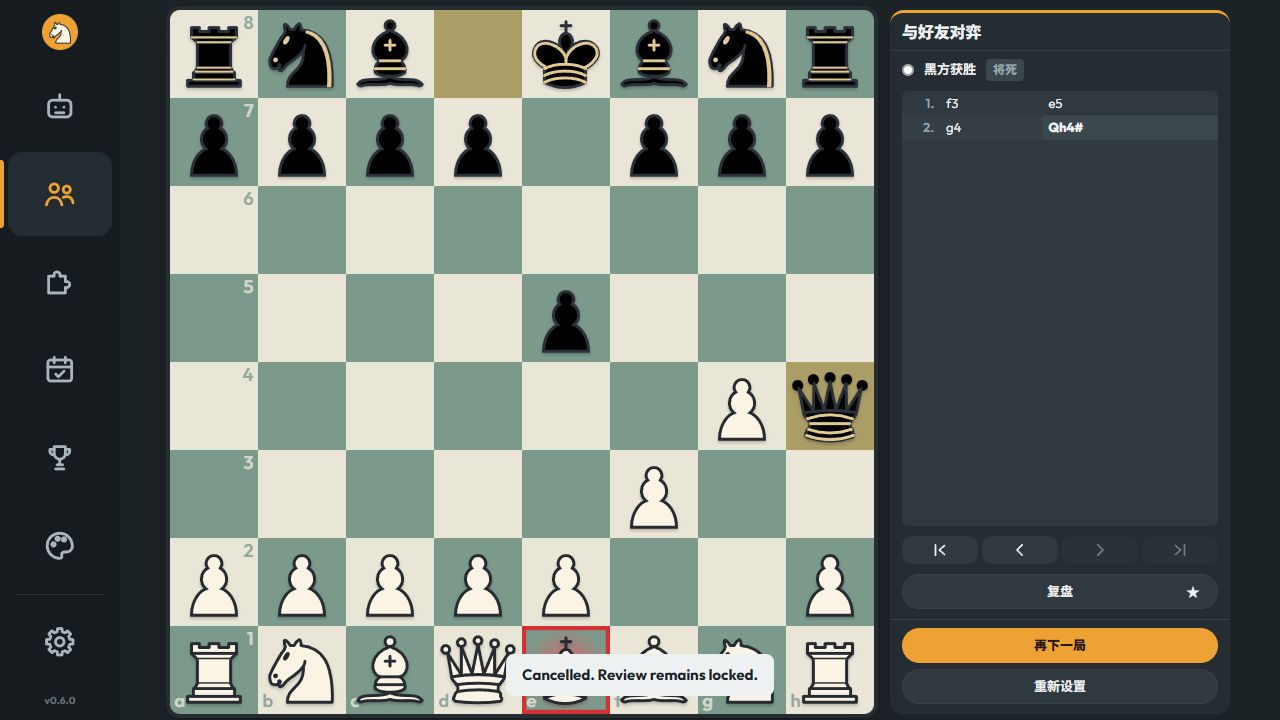 8
7
6
5
4
3
2
1
a
b
c
d
e
f
g
h
v0.6.0
与好友对弈
黑方获胜 将死
1. f3 e5
2. g4 Qh4#
复盘 ★
再下一局
重新设置
Cancelled. Review remains locked.